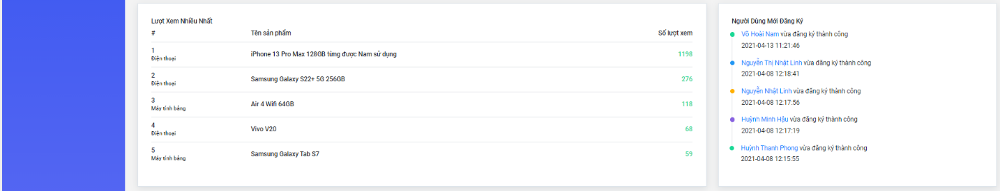 Lượt Xem Nhiều Nhất
# Tên sản phẩm Số lượt xem
1 iPhone 13 Pro Max 128GB từng được Nam sử dụng 1198
Điện thoại
2 Samsung Galaxy S22+ 5G 256GB 276
Điện thoại
3 Air 4 Wifi 64GB 118
Máy tính bảng
4 Vivo V20 68
Điện thoại
5 Samsung Galaxy Tab S7 59
Máy tính bảng
Người Dùng Mới Đăng Ký
Võ Hoài Nam vừa đăng ký thành công
2021-04-13 11:21:46
Nguyễn Thị Nhật Linh vừa đăng ký thành công
2021-04-08 12:18:41
Nguyễn Nhật Linh vừa đăng ký thành công
2021-04-08 12:17:56
Huỳnh Minh Hậu vừa đăng ký thành công
2021-04-08 12:17:19
Huỳnh Thanh Phong vừa đăng ký thành công
2021-04-08 12:15:55